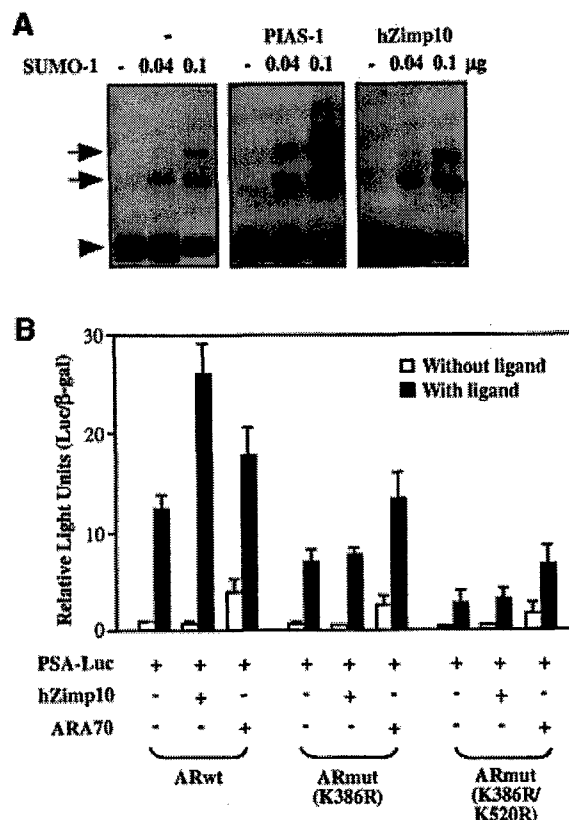 A
-
PIAS-1
hZimp10
SUMO-1
- 0.04 0.1
- 0.04 0.1
- 0.04 0.1 µg
B
Relative Light Units (Luc/β-gal)
30
20
10
0
Without ligand
With ligand
PSA-Luc + + + + + + + + +
hZimp10 - + - - + - - + -
ARA70 - - + - - + - - +
ARwt
ARmut
(K386R)
ARmut
(K386R/
K520R)